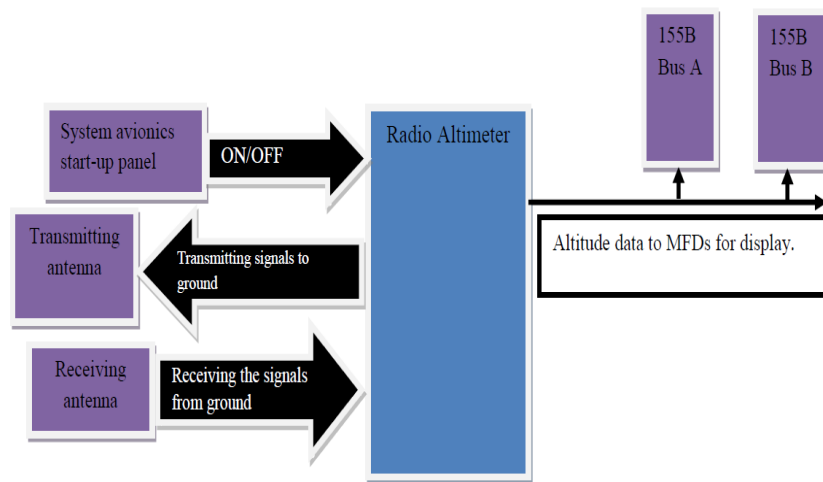 155B
Bus A
155B
Bus B
System avionics
start-up panel
ON/OFF
Radio Altimeter
Transmitting
antenna
Transmitting signals to
ground
Altitude data to MFDs for display.
Receiving
antenna
Receiving the signals
from ground